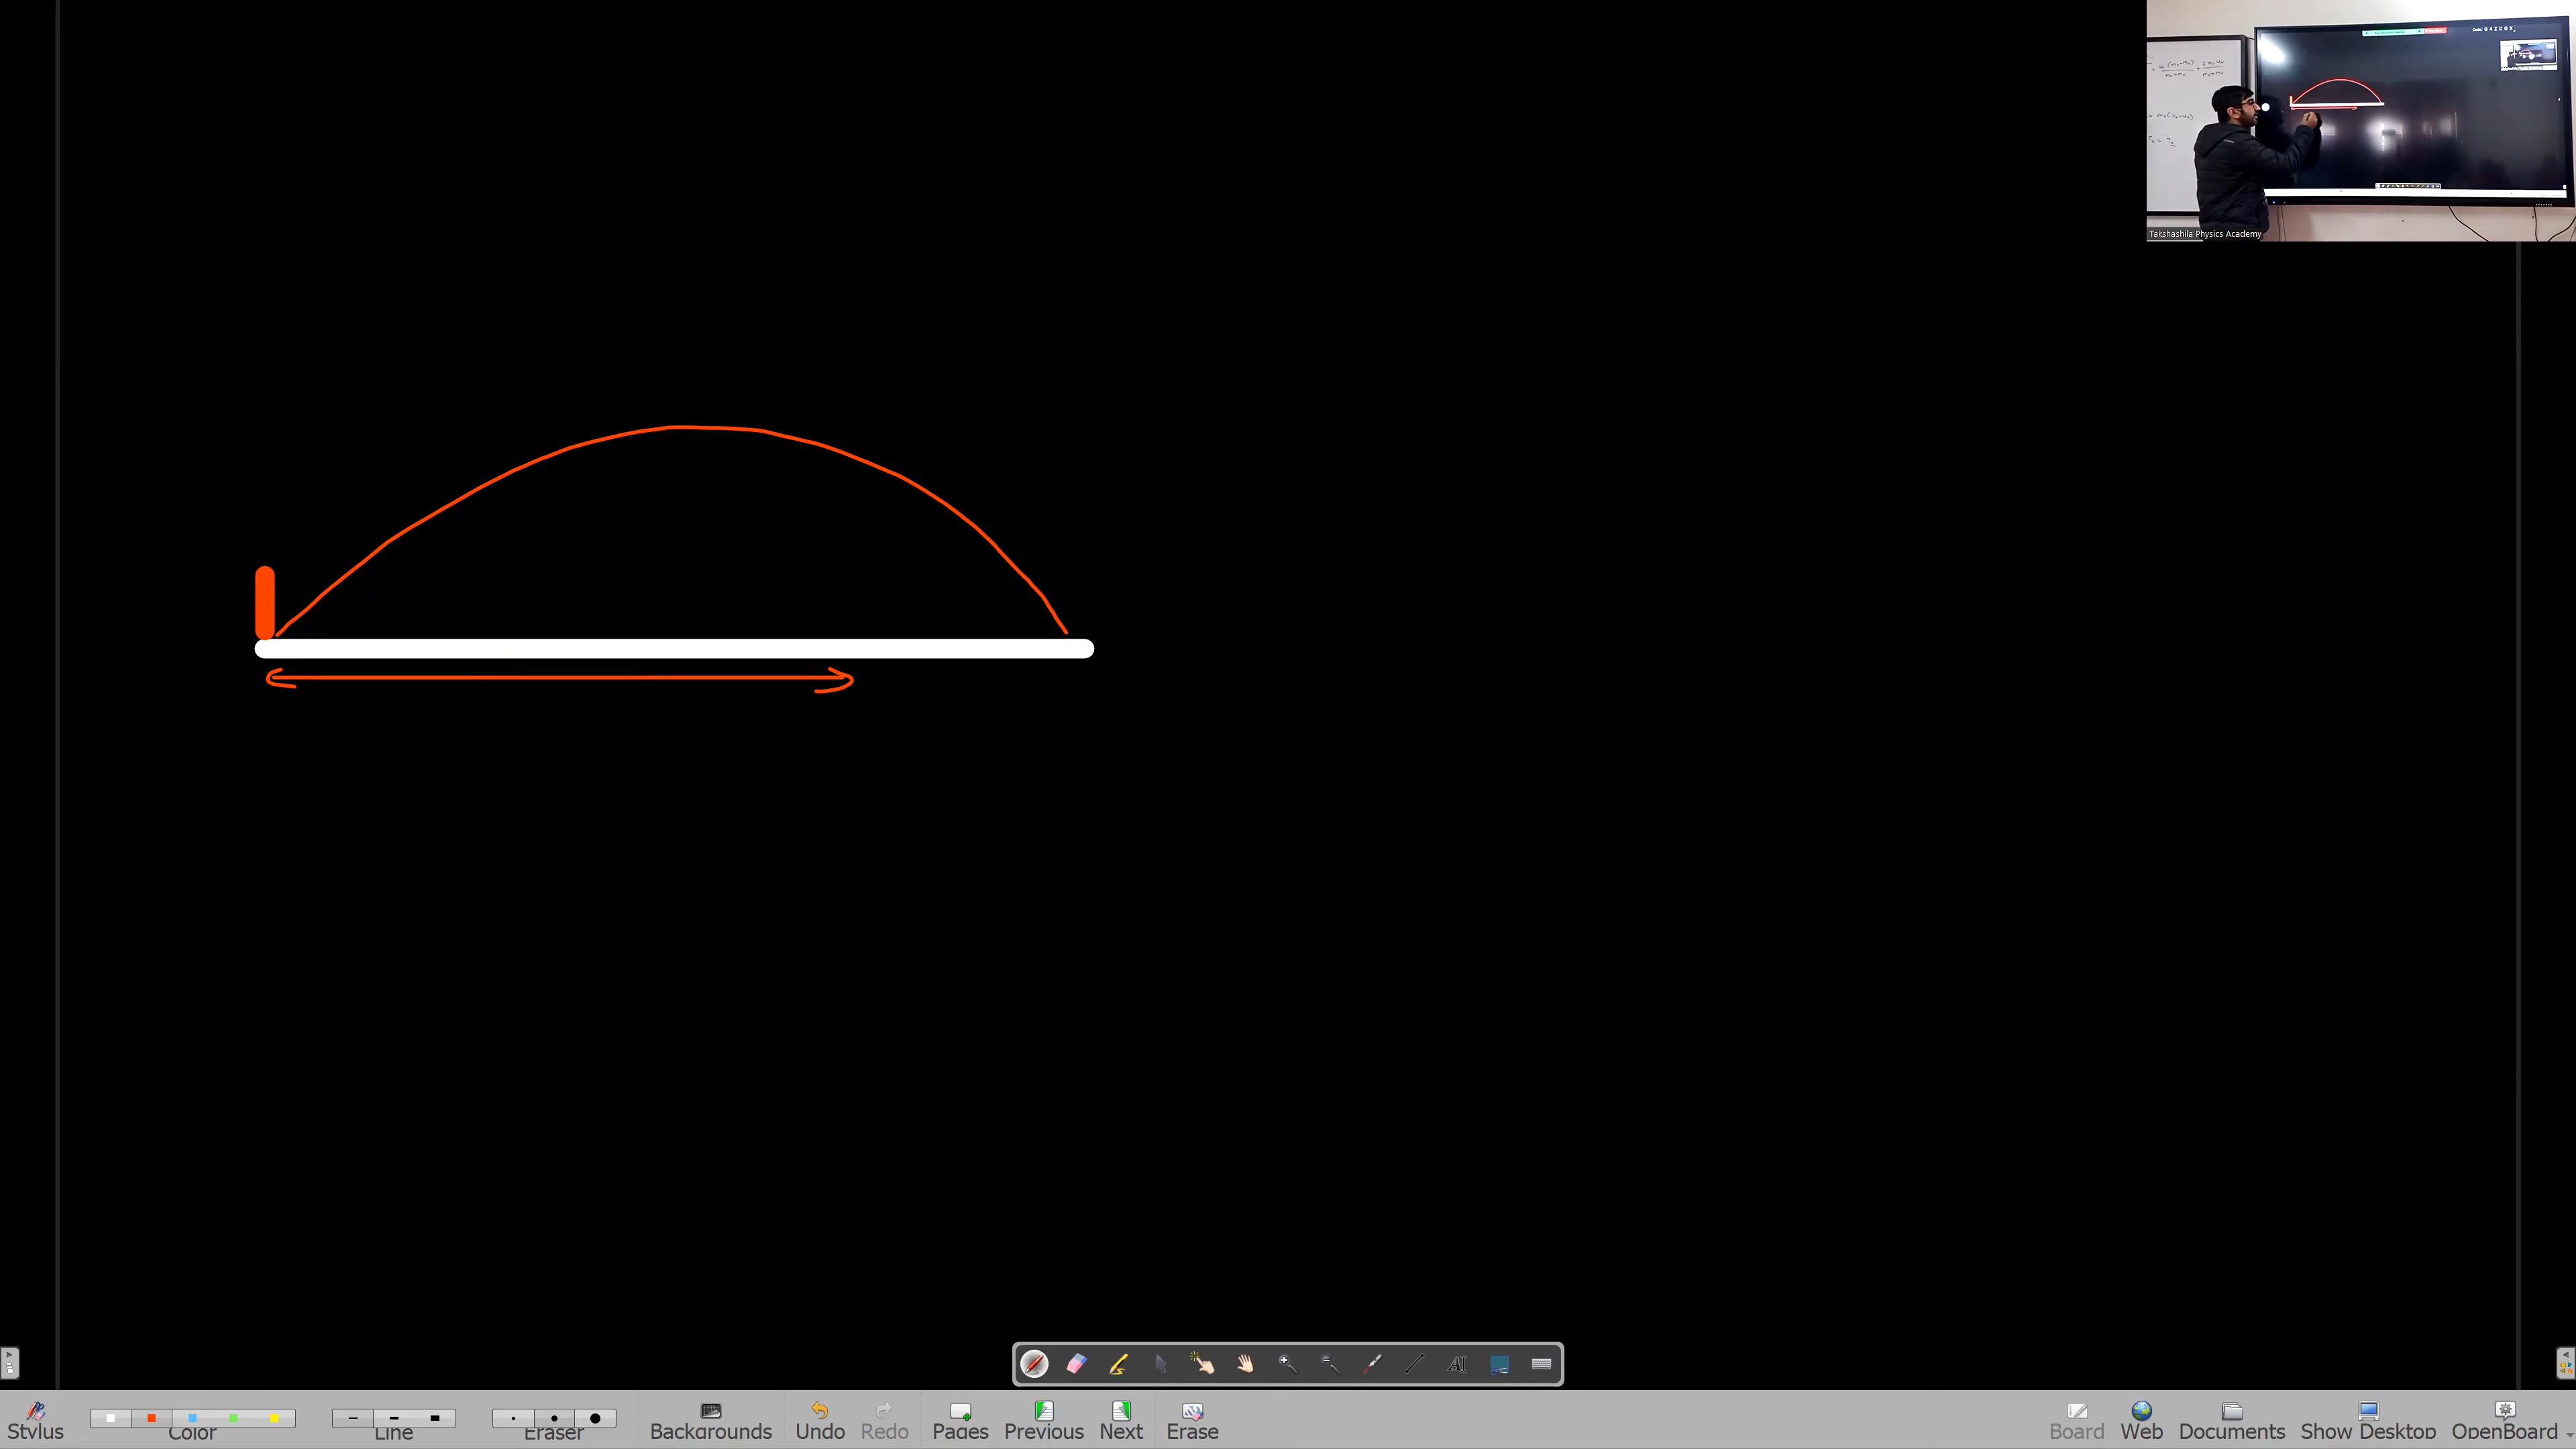 Takshashila Physics Academy
Stylus
Color
Line
Eraser
Backgrounds
Undo
Redo
Pages
Previous
Next
Erase
Board
Web
Documents
Show Desktop
OpenBoard